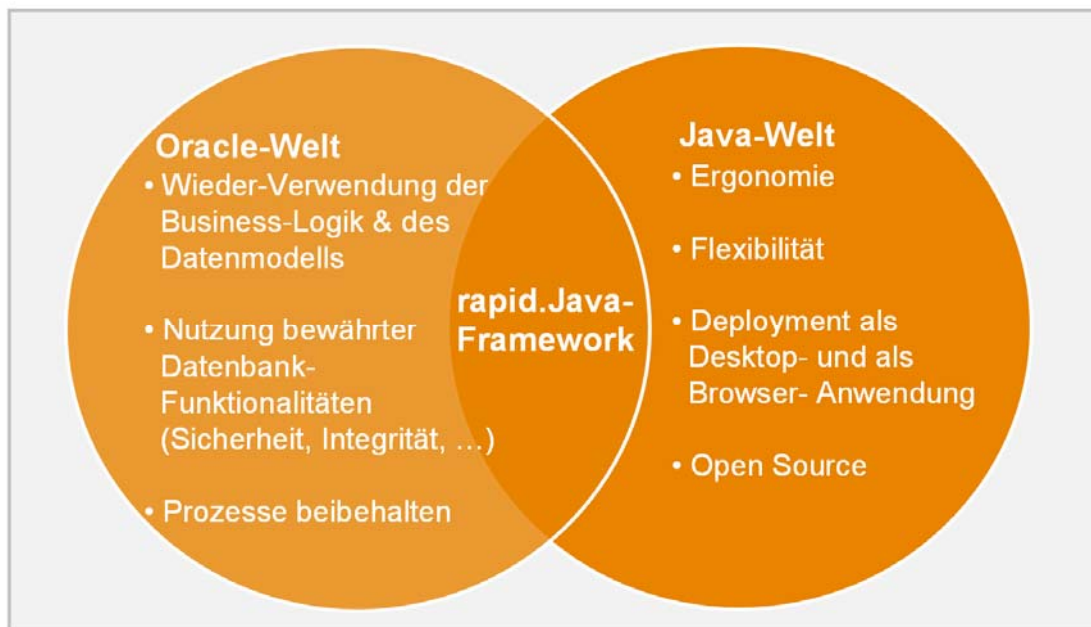 Oracle-Welt
• Wieder-Verwendung der
Business-Logik & des
Datenmodells
• Nutzung bewährter
Datenbank-
Funktionalitäten
(Sicherheit, Integrität, …)
• Prozesse beibehalten
rapid.Java-
Framework
Java-Welt
• Ergonomie
• Flexibilität
• Deployment als
Desktop- und als
Browser- Anwendung
• Open Source